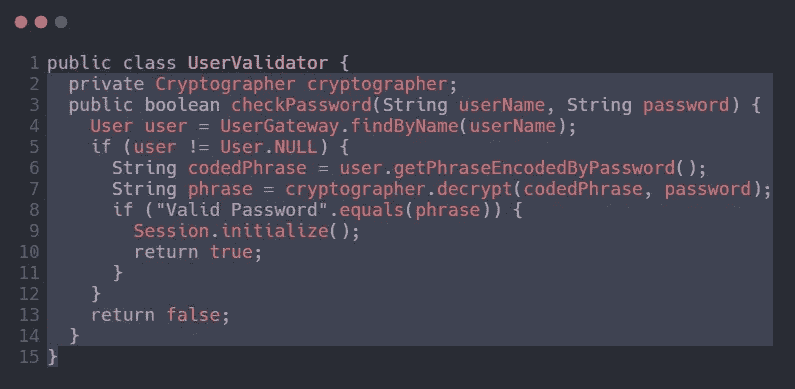 1 public class UserValidator {
2 private Cryptographer cryptographer;
3 public boolean checkPassword(String userName, String password) {
4 User user = UserGateway.findByName(userName);
5 if (user != User.NULL) {
6 String codedPhrase = user.getPhraseEncodedByPassword();
7 String phrase = cryptographer.decrypt(codedPhrase, password);
8 if ("Valid Password".equals(phrase)) {
9 Session.initialize();
10 return true;
11 }
12 }
13 return false;
14 }
15 }